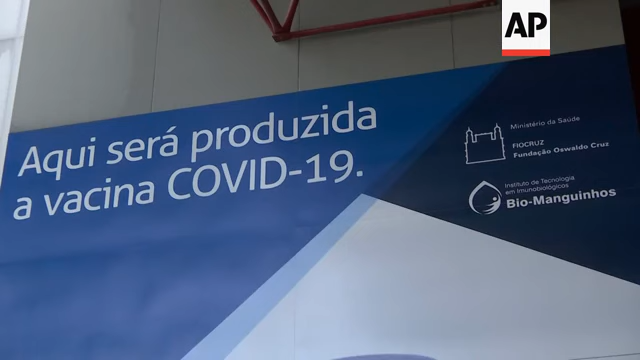 AP
Aqui será produzida
a vacina COVID-19.
Ministério da Saúde
FIOCRUZ
Fundação Oswaldo Cruz
Instituto de Tecnologia
em Imunobiológicos
Bio-Manguinhos